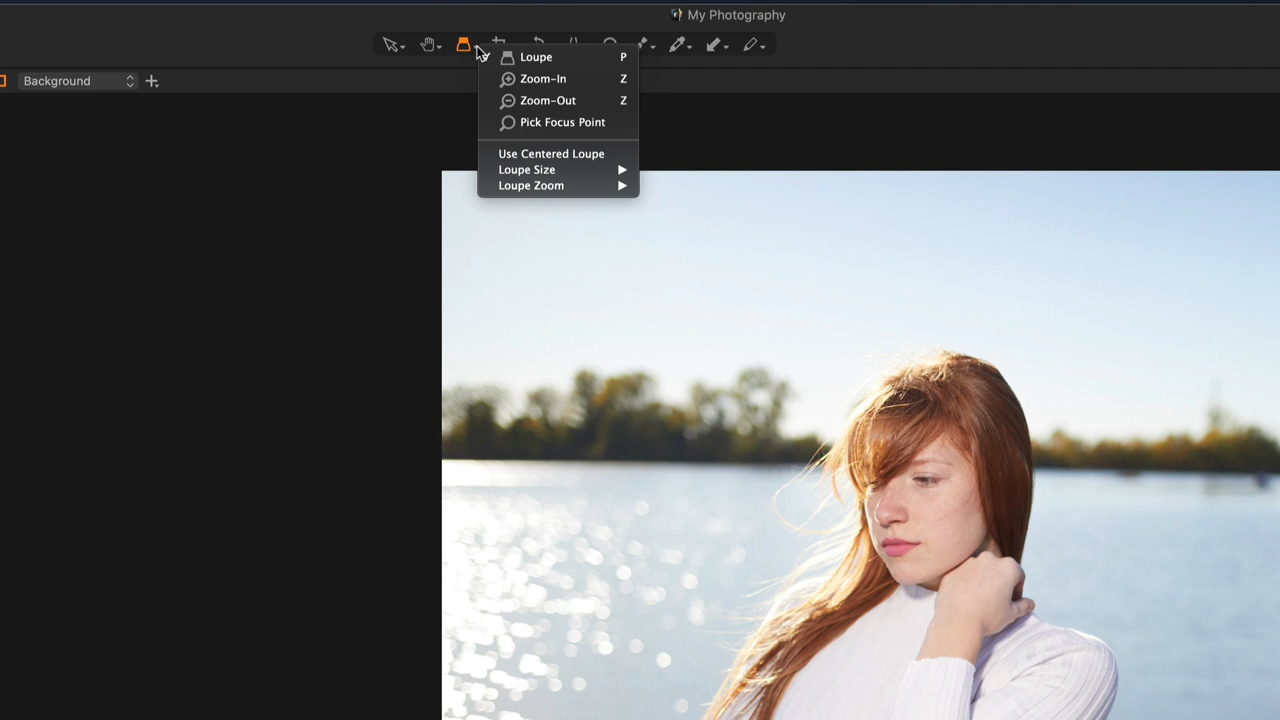 My Photography
Background
Loupe P
Zoom-In Z
Zoom-Out Z
Pick Focus Point
Use Centered Loupe
Loupe Size
Loupe Zoom